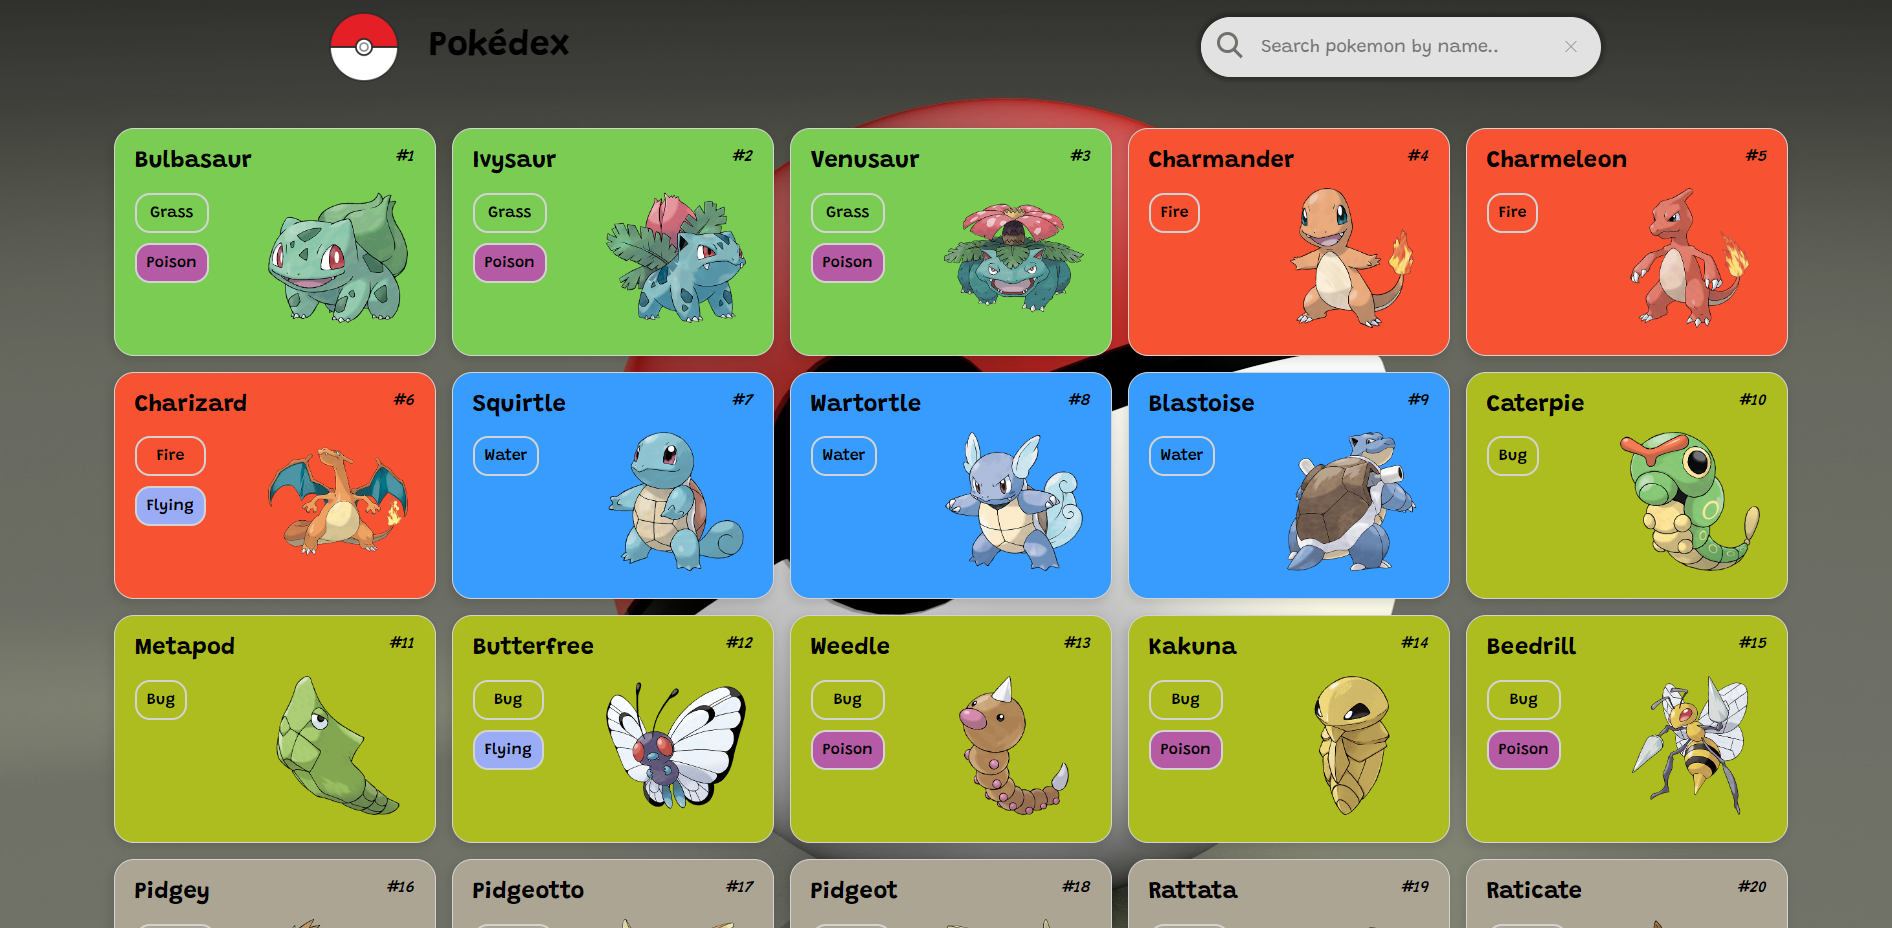 Pokédex
Search pokemon by name..
Bulbasaur #1
Grass
Poison
Ivysaur #2
Grass
Poison
Venusaur #3
Grass
Poison
Charmander #4
Fire
Charmeleon #5
Fire
Charizard #6
Fire
Flying
Squirtle #7
Water
Wartortle #8
Water
Blastoise #9
Water
Caterpie #10
Bug
Metapod #11
Bug
Butterfree #12
Bug
Flying
Weedle #13
Bug
Poison
Kakuna #14
Bug
Poison
Beedrill #15
Bug
Poison
Pidgey #16
Pidgeotto #17
Pidgeot #18
Rattata #19
Raticate #20